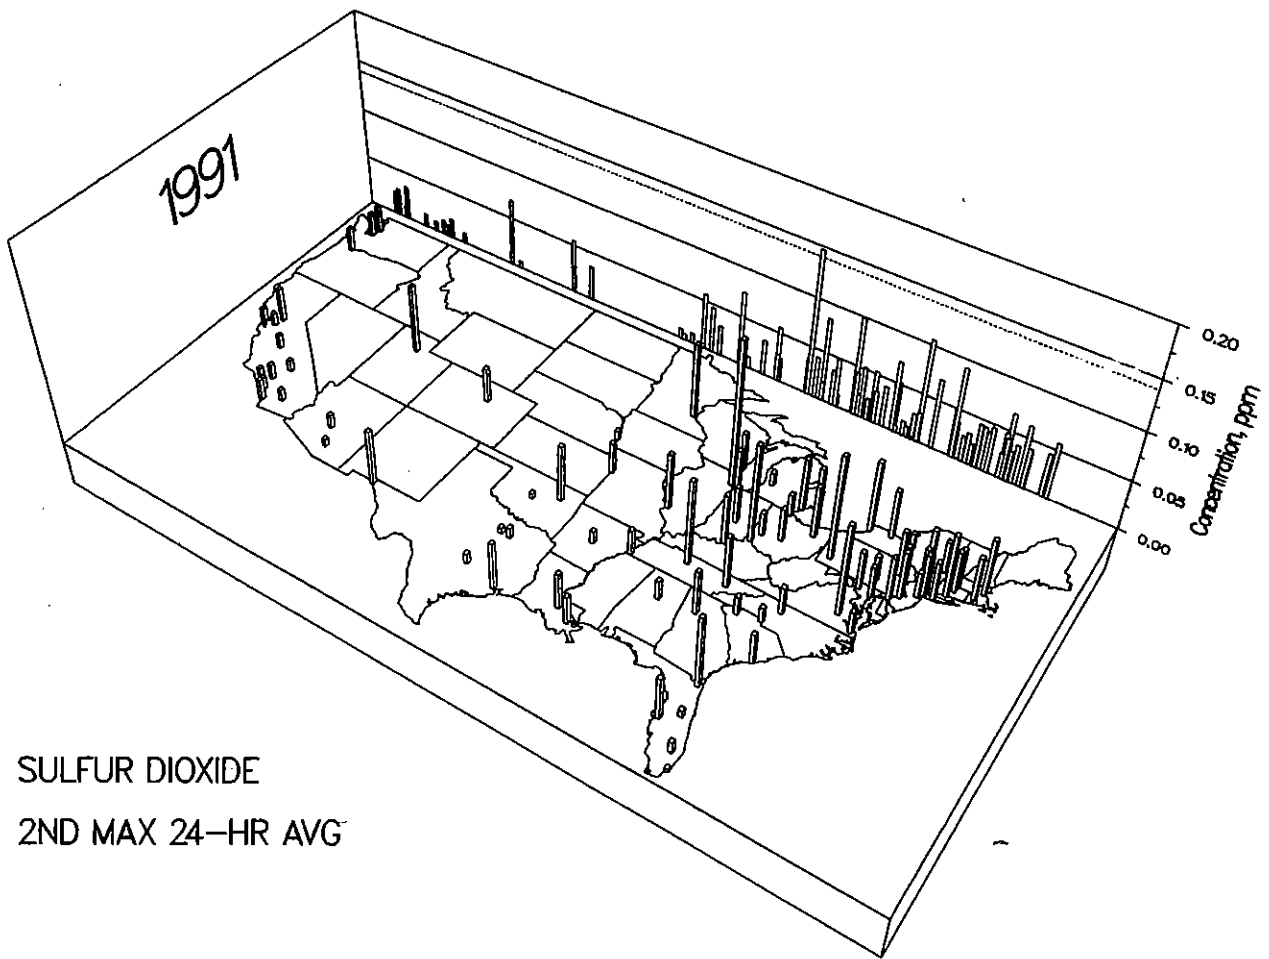 1991
0.20
0.15
0.10
0.05
0.00
Concentration, ppm
SULFUR DIOXIDE
2ND MAX 24-HR AVG